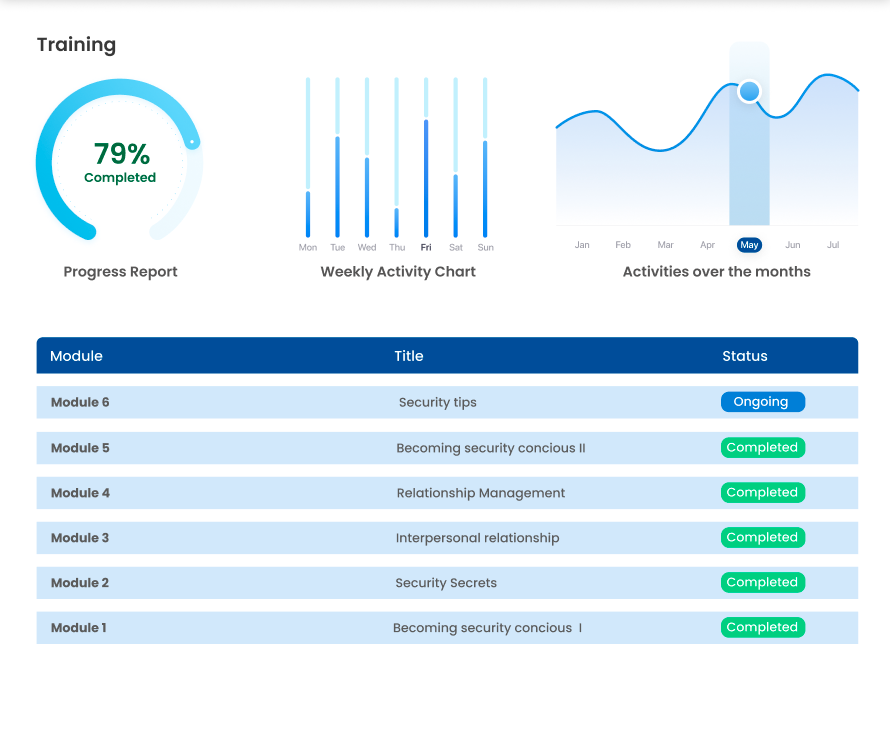 Training
79%
Completed
Mon Tue Wed Thu Fri Sat Sun
Jan Feb Mar Apr May Jun Jul
Progress Report
Weekly Activity Chart
Activities over the months
Module Title Status
Module 6 Security tips Ongoing
Module 5 Becoming security concious II Completed
Module 4 Relationship Management Completed
Module 3 Interpersonal relationship Completed
Module 2 Security Secrets Completed
Module 1 Becoming security concious I Completed